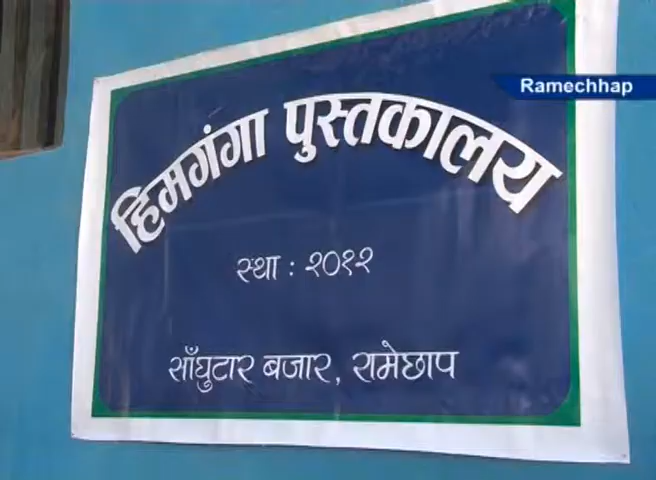 Ramechhap
हिमगंगा पुस्तकालय
स्था : २०१२
साँघुटार बजार, रामेछाप